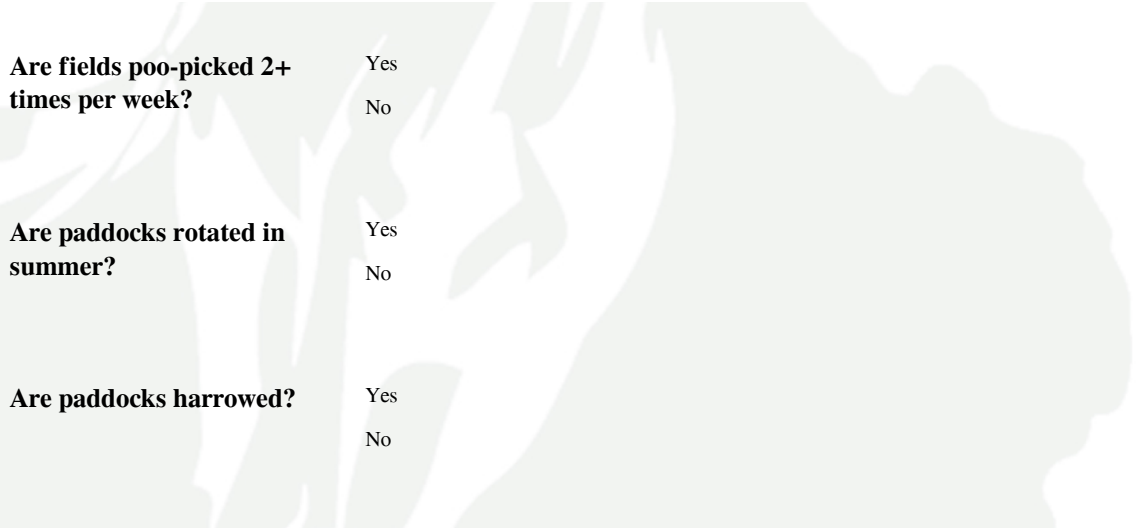 Are fields poo-picked 2+
times per week?
Yes
No
Are paddocks rotated in
summer?
Yes
No
Are paddocks harrowed?
Yes
No